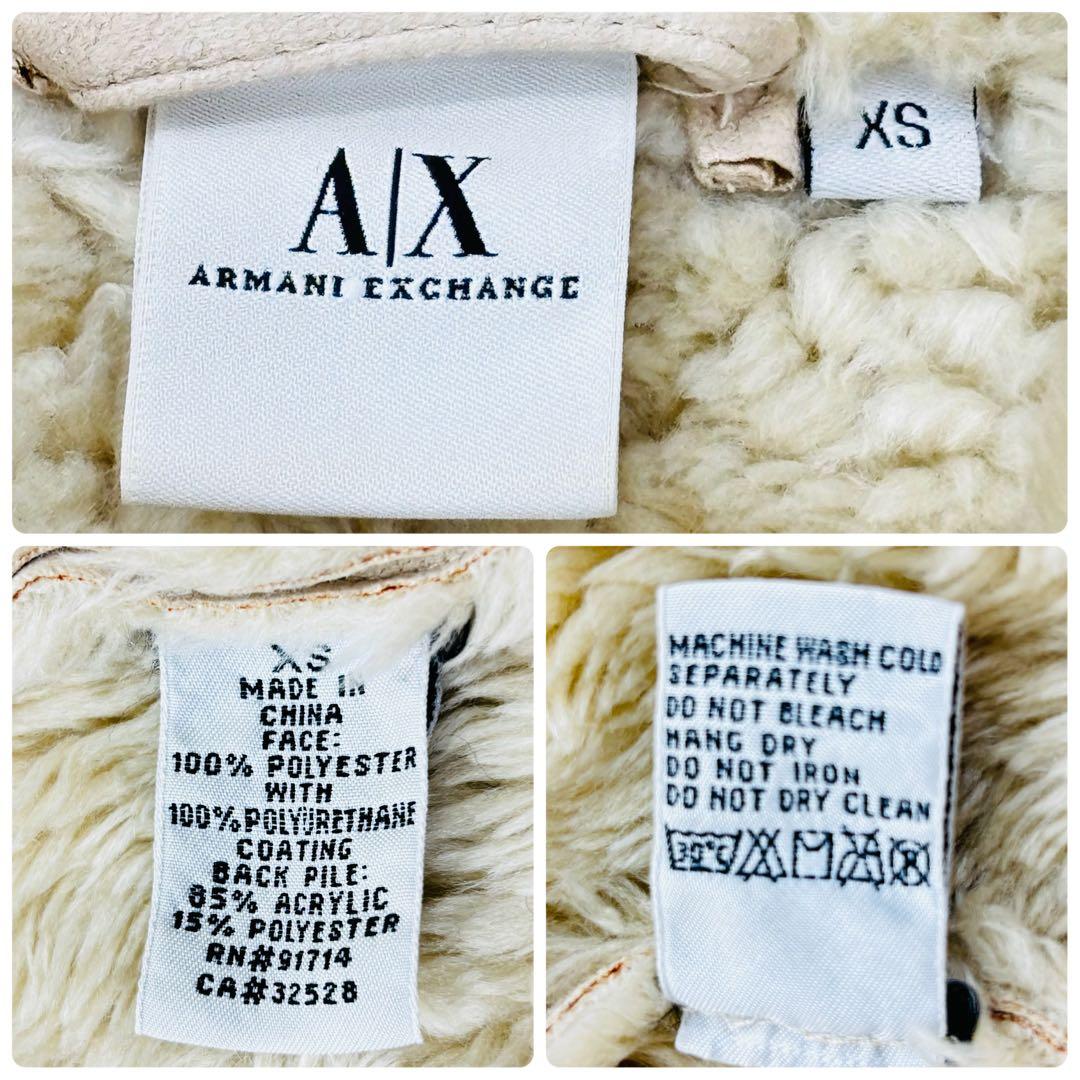 A|X
ARMANI EXCHANGE
XS
XS
MADE IN
CHINA
FACE:
100% POLYESTER
WITH
100% POLYURETHANE
COATING
BACK PILE:
85% ACRYLIC
15% POLYESTER
RN#91714
CA#32528
MACHINE WASH COLD
SEPARATELY
DO NOT BLEACH
HANG DRY
DO NOT IRON
DO NOT DRY CLEAN
30°C